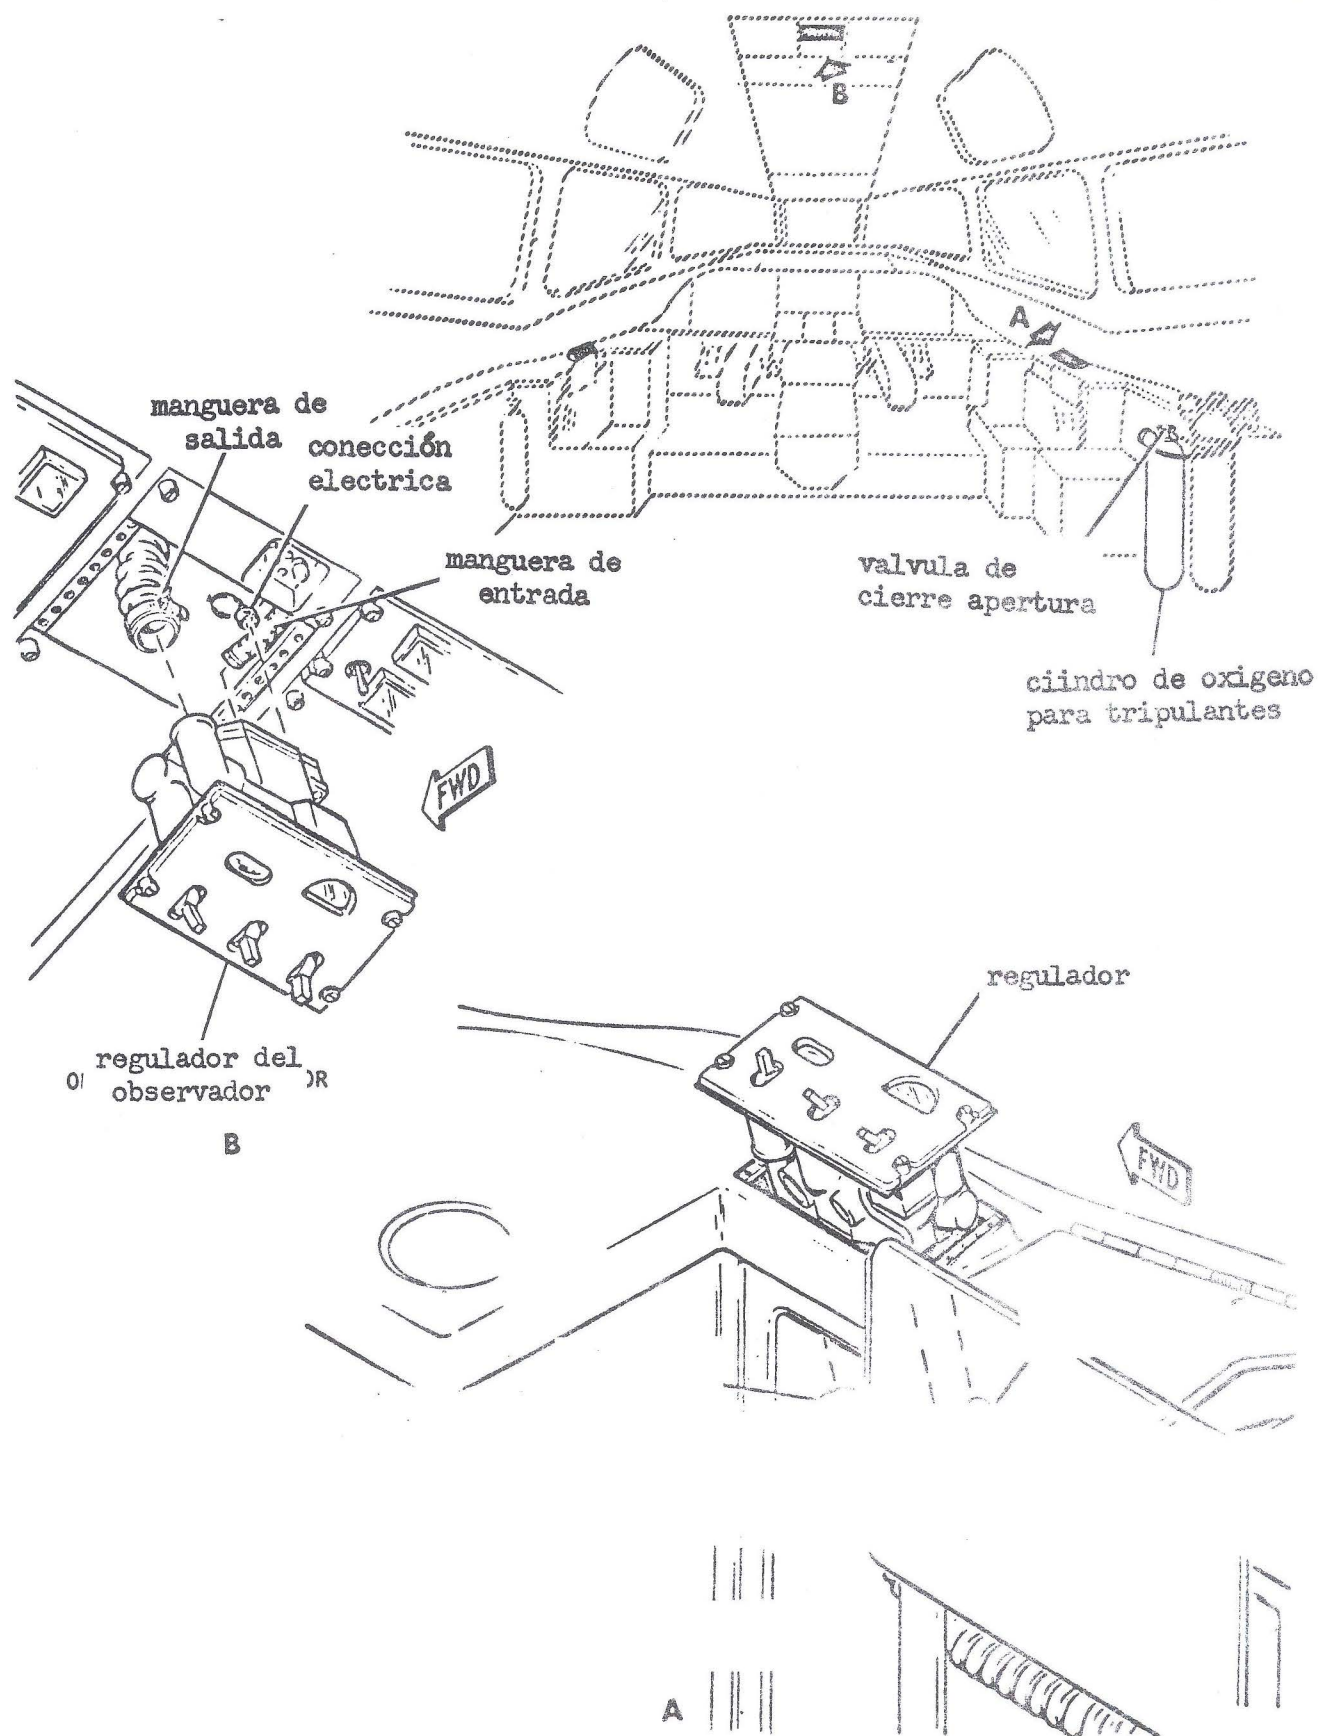 B
A
manguera de
salida
conección
electrica
manguera de
entrada
valvula de
cierre apertura
ciindro de oxigeno
para tripulantes
FWD
regulador del
observador
B
regulador
FWD
A